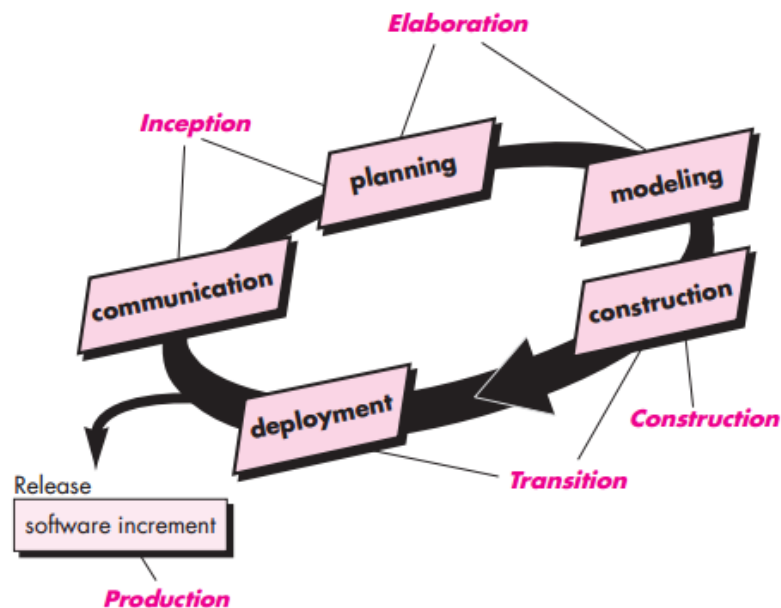 Elaboration
Inception
planning
modeling
communication
construction
deployment
Construction
Transition
Release
software increment
Production